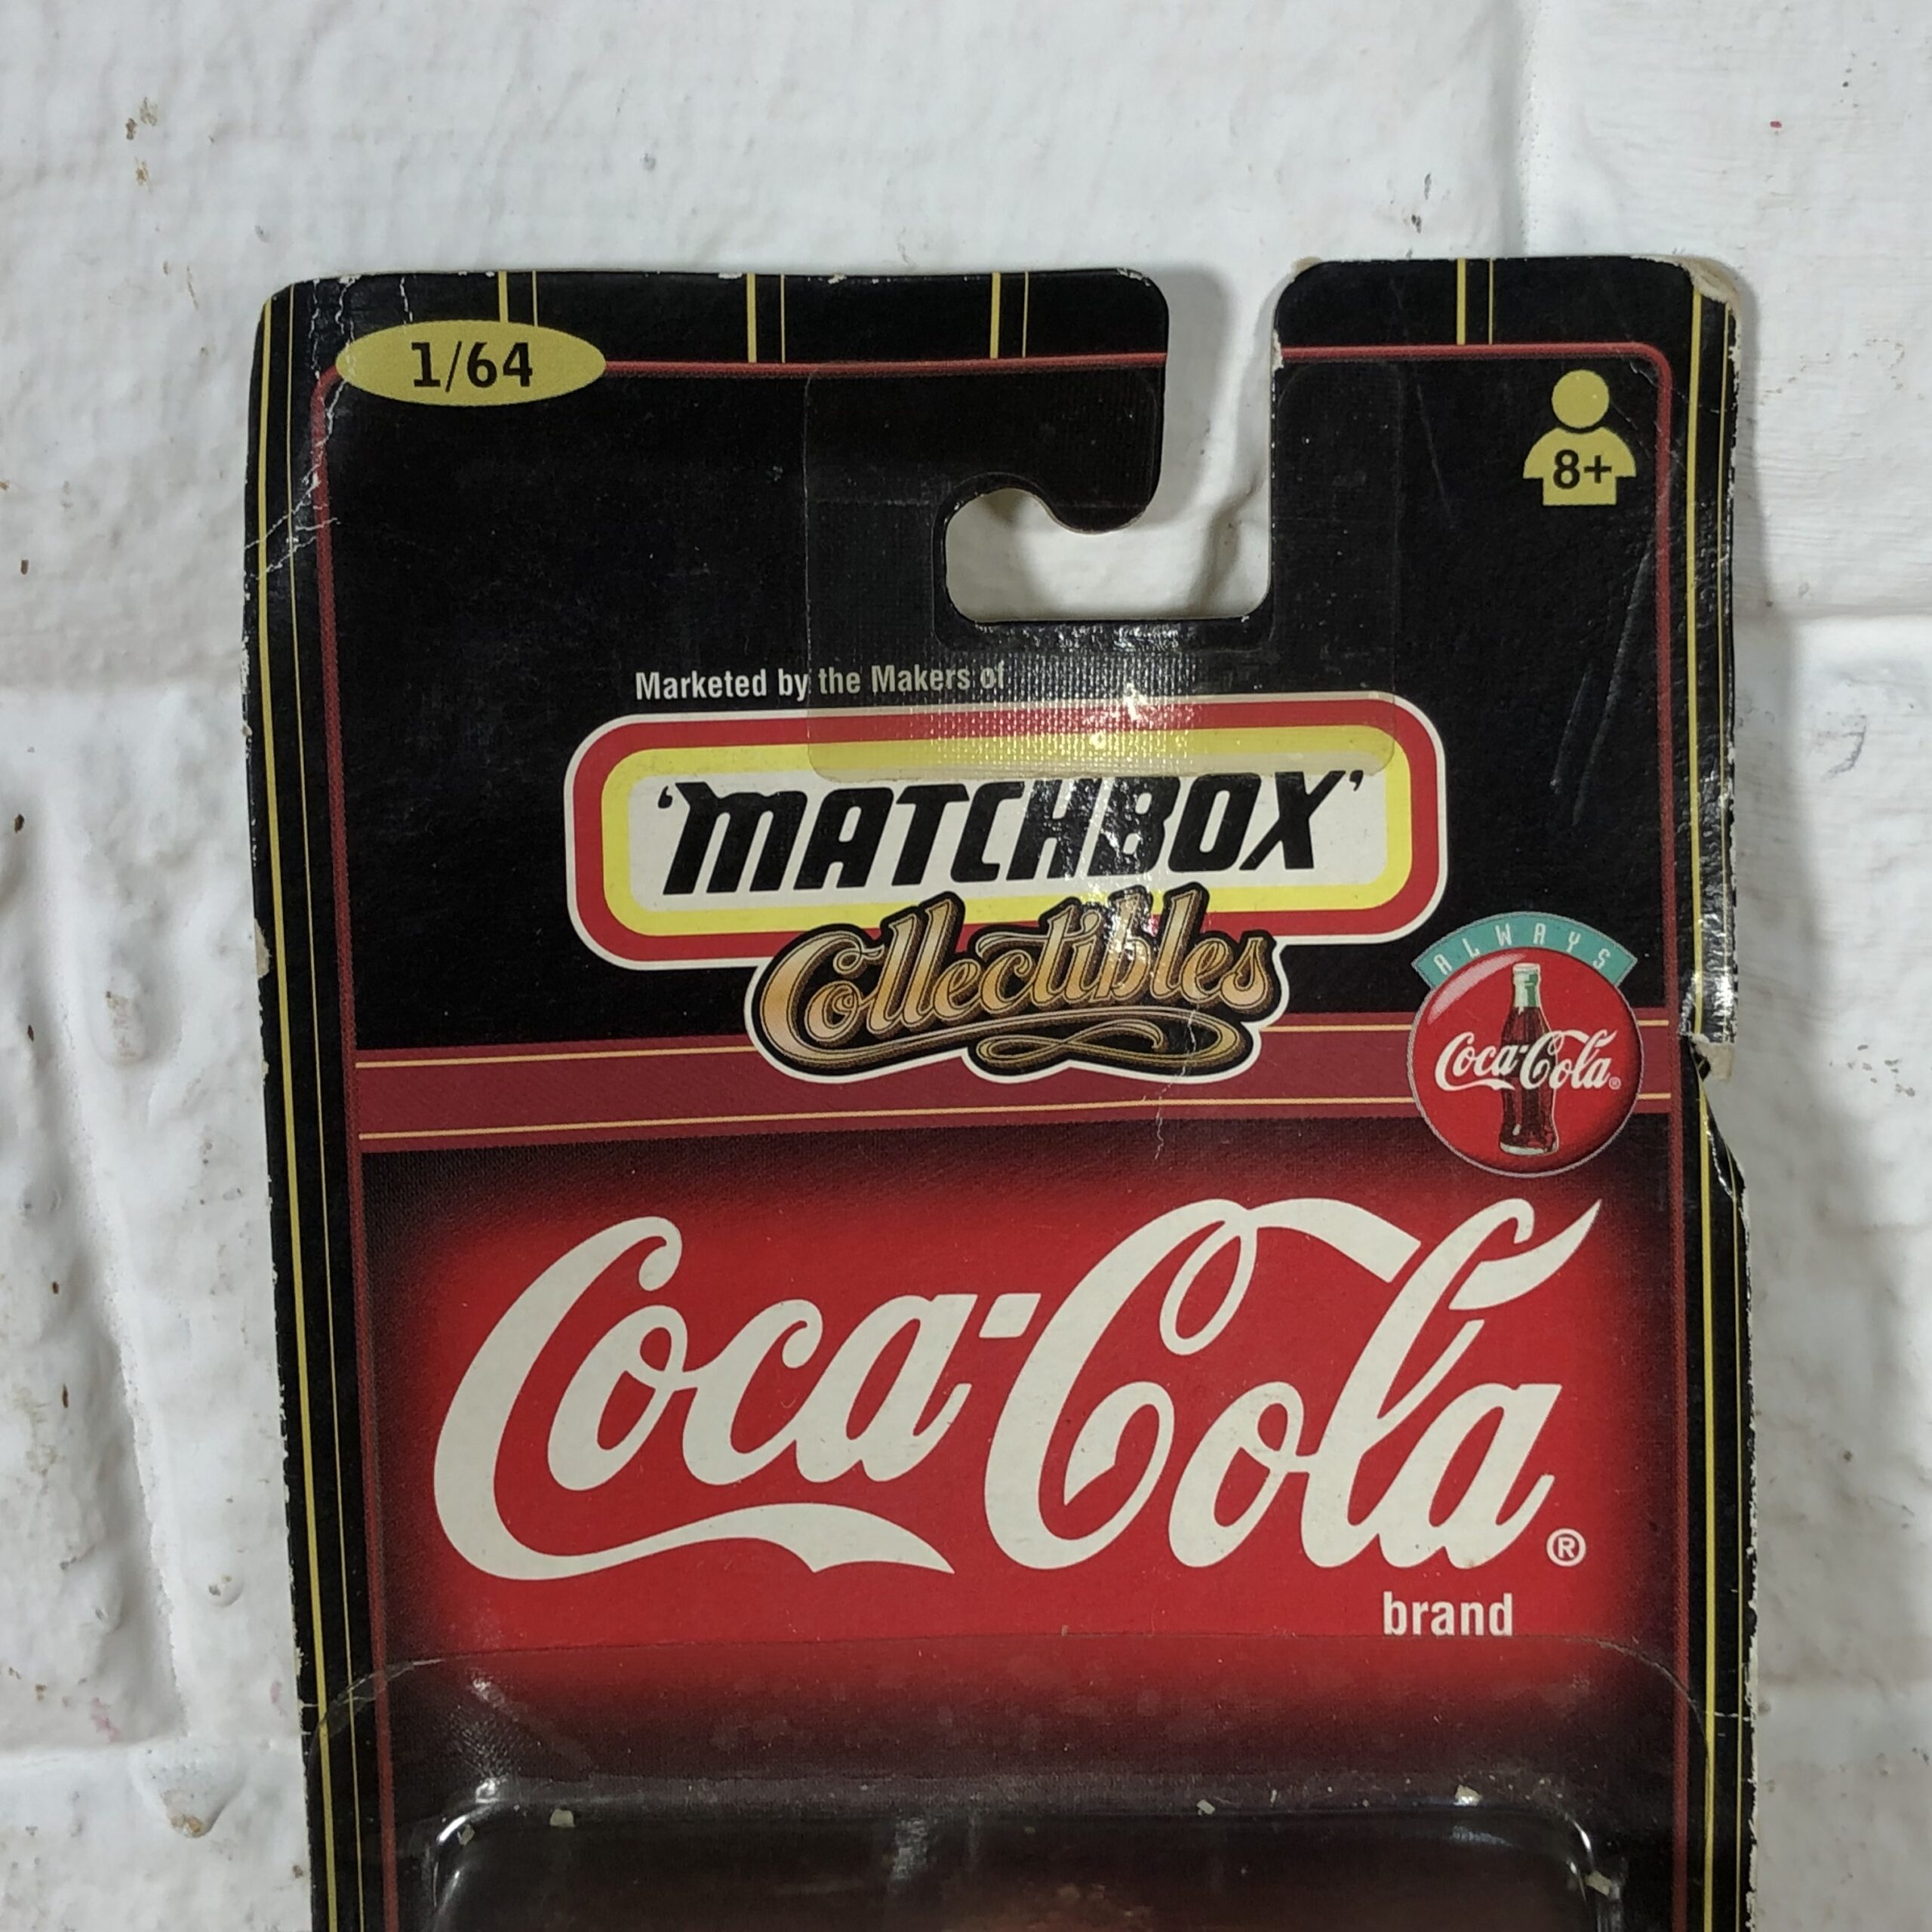 1/64
8+
Marketed by the Makers of
'MATCHBOX'
Collectibles
ALWAYS
Coca-Cola®
Coca-Cola®
brand